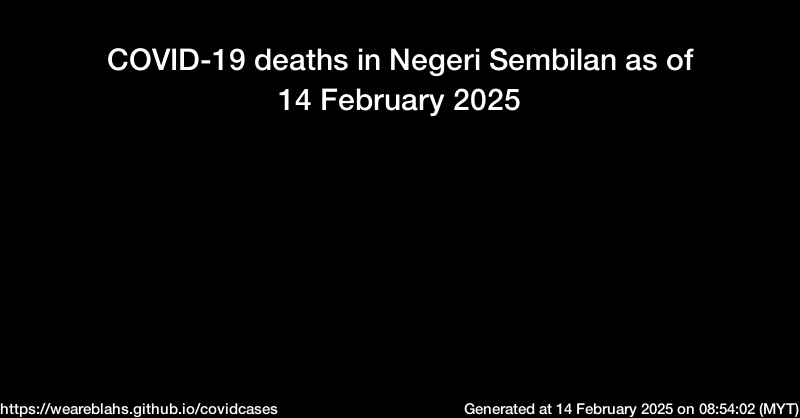 COVID-19 deaths in Negeri Sembilan as of
14 February 2025
https://weareblahs.github.io/covidcases
Generated at 14 February 2025 on 08:54:02 (MYT)